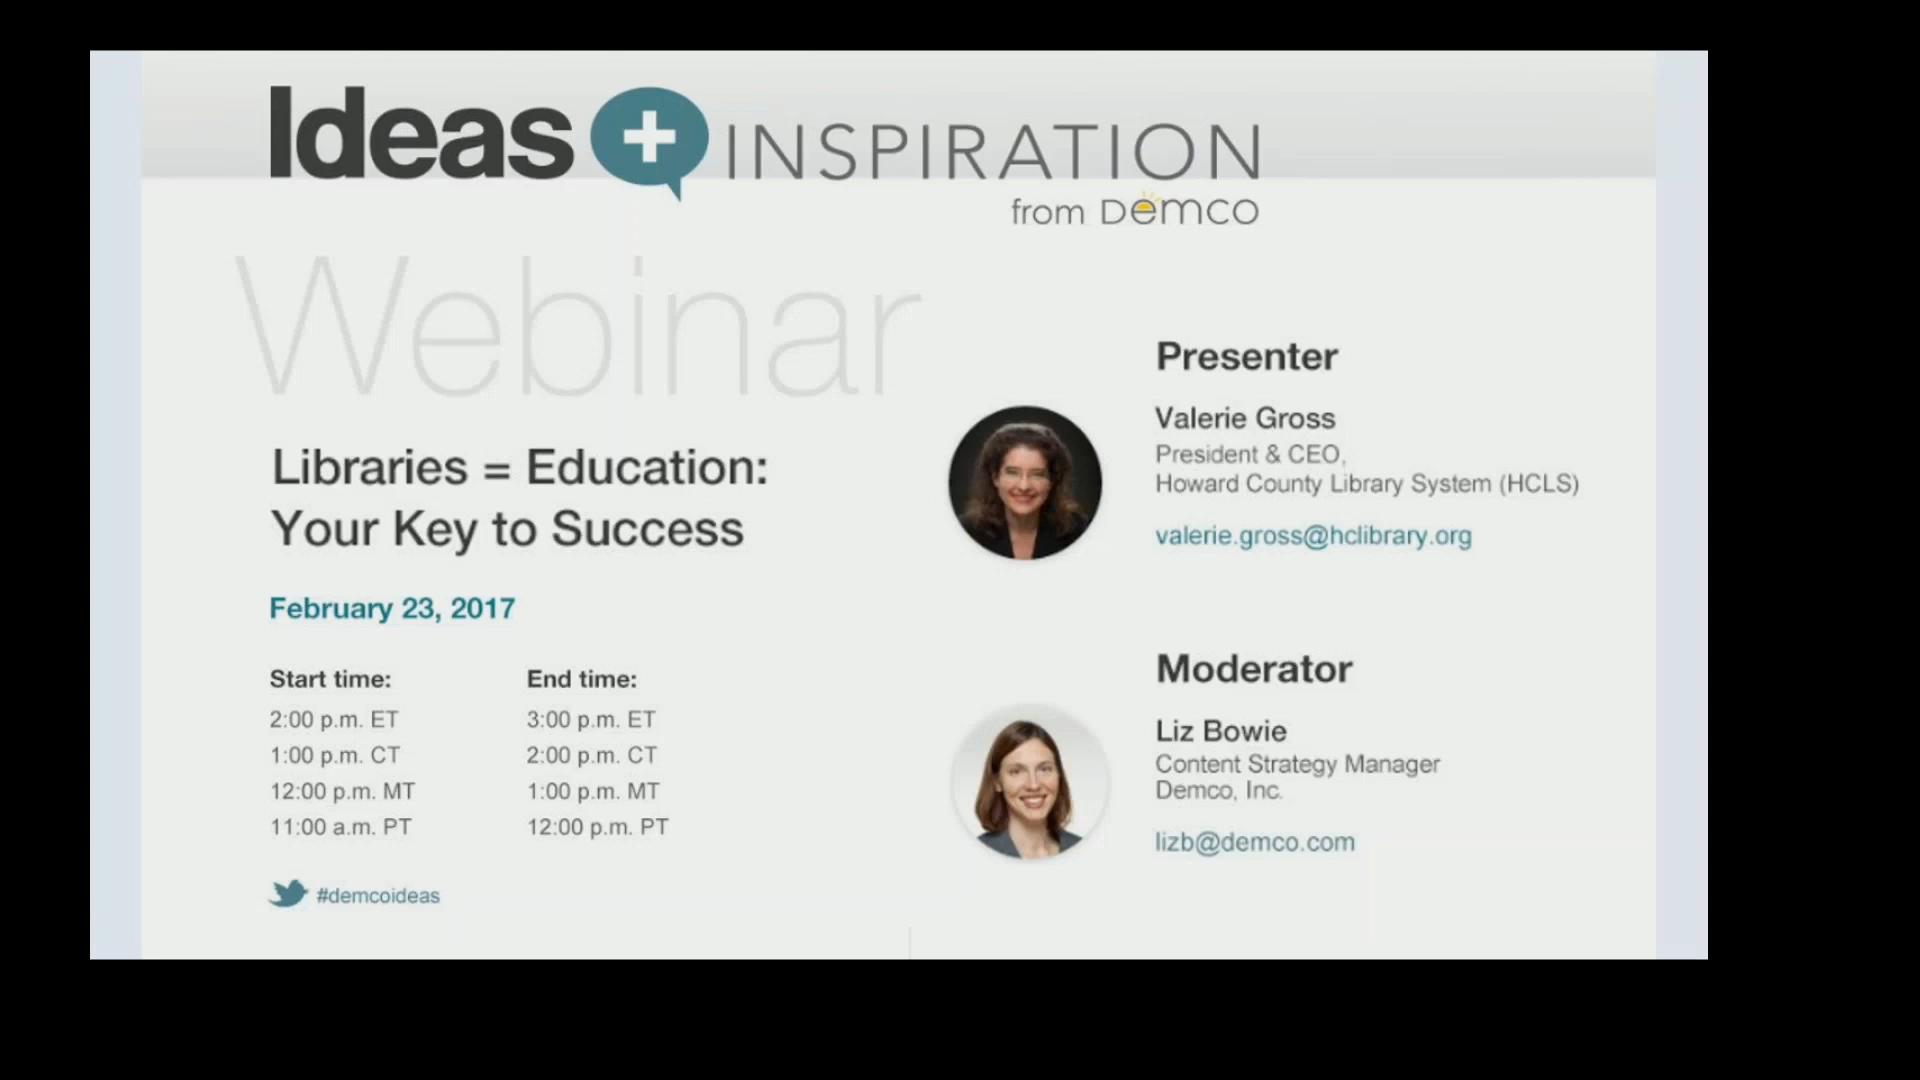 Ideas + INSPIRATION
from Demco
Webinar
Libraries = Education:
Your Key to Success
February 23, 2017
Start time:
2:00 p.m. ET
1:00 p.m. CT
12:00 p.m. MT
11:00 a.m. PT
End time:
3:00 p.m. ET
2:00 p.m. CT
1:00 p.m. MT
12:00 p.m. PT
#demcoideas
Presenter
Valerie Gross
President & CEO,
Howard County Library System (HCLS)
valerie.gross@hclibrary.org
Moderator
Liz Bowie
Content Strategy Manager
Demco, Inc.
lizb@demco.com